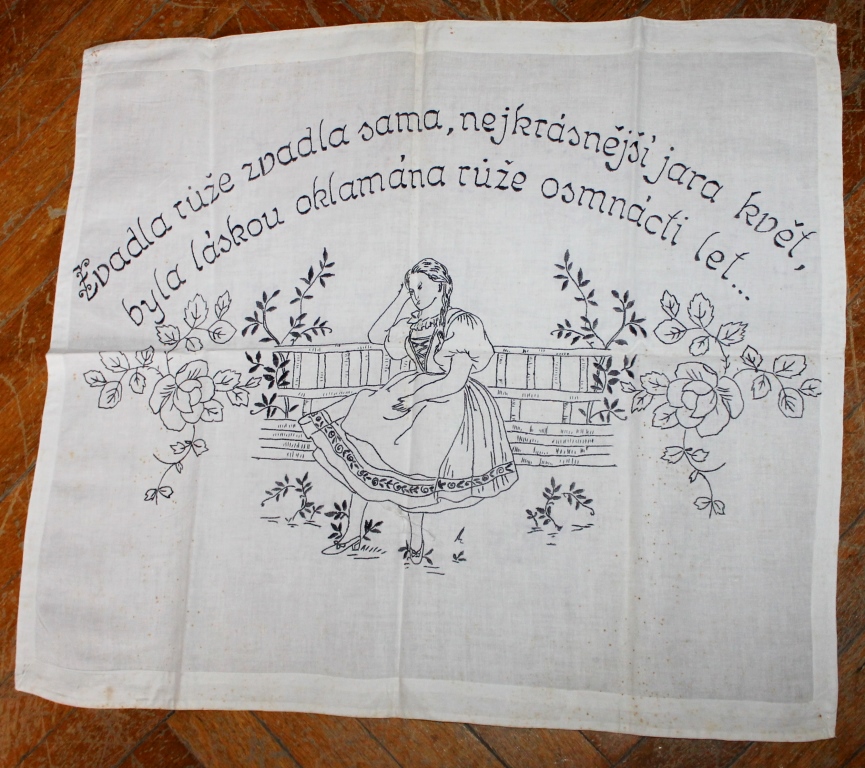 Zvadla růže zvadla sama, nejkrásnější jara květ,
byla láskou oklamána růže osmnácti let...